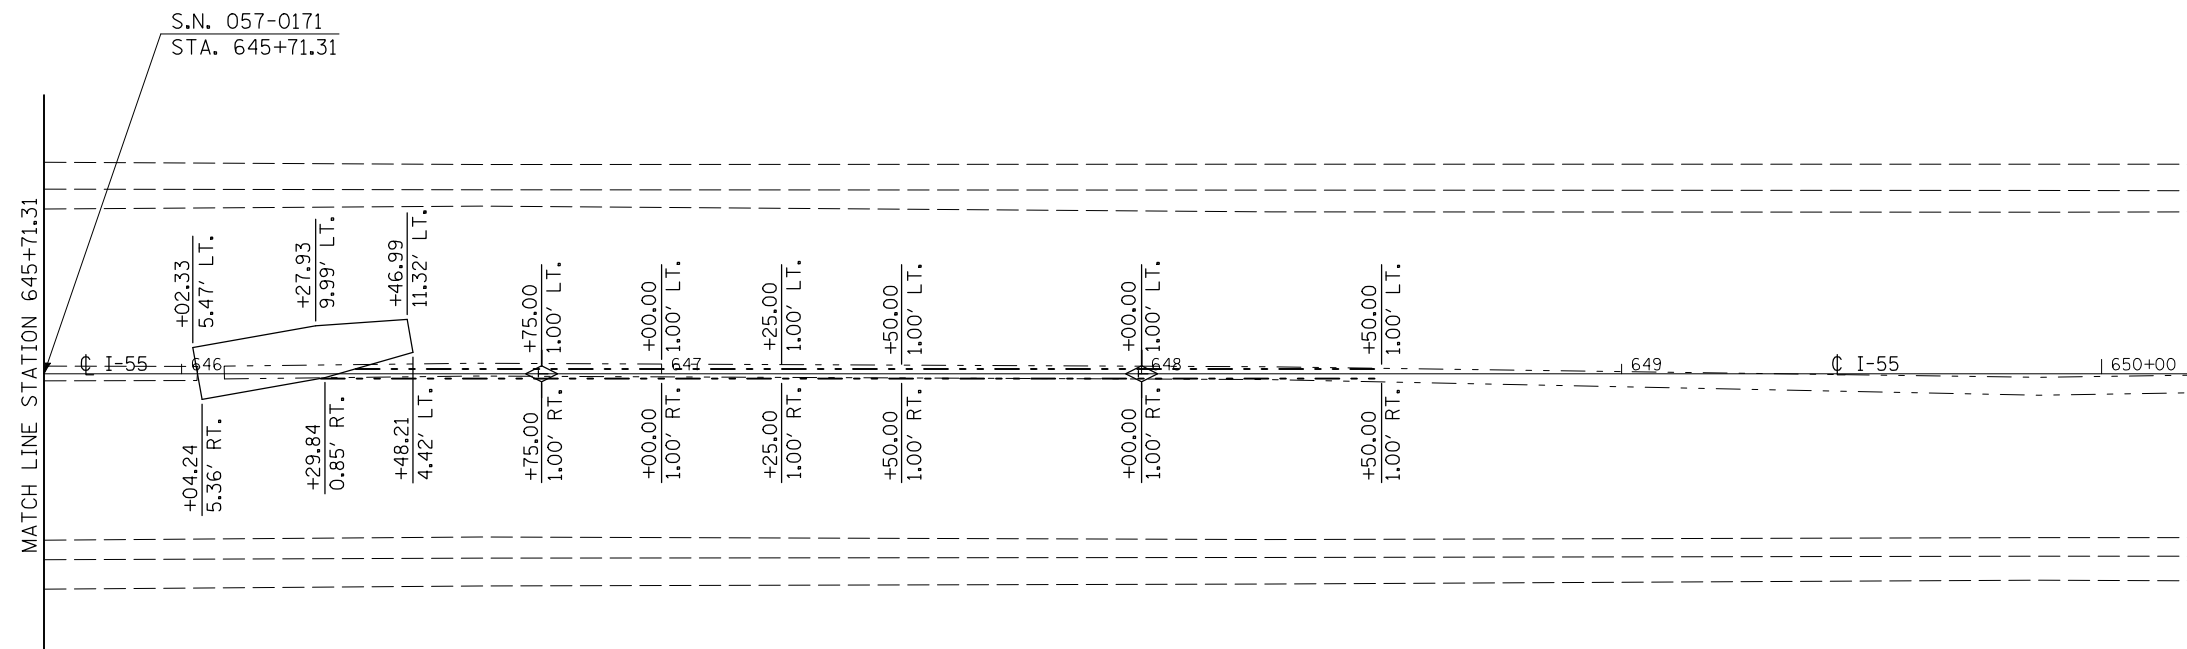 S.N. 057-0171
STA. 645+71.31
MATCH LINE STATION 645+71.31
+02.33
5.47' LT.
+27.93
9.99' LT.
+46.99
11.32' LT.
+75.00
1.00' LT.
+00.00
1.00' LT.
+25.00
1.00' LT.
+50.00
1.00' LT.
+00.00
1.00' LT.
+50.00
1.00' LT.
℄ I-55
646
647
648
649
℄ I-55
650+00
+04.24
5.36' RT.
+29.84
0.85' RT.
+48.21
4.42' LT.
+75.00
1.00' RT.
+00.00
1.00' RT.
+25.00
1.00' RT.
+50.00
1.00' RT.
+00.00
1.00' RT.
+50.00
1.00' RT.